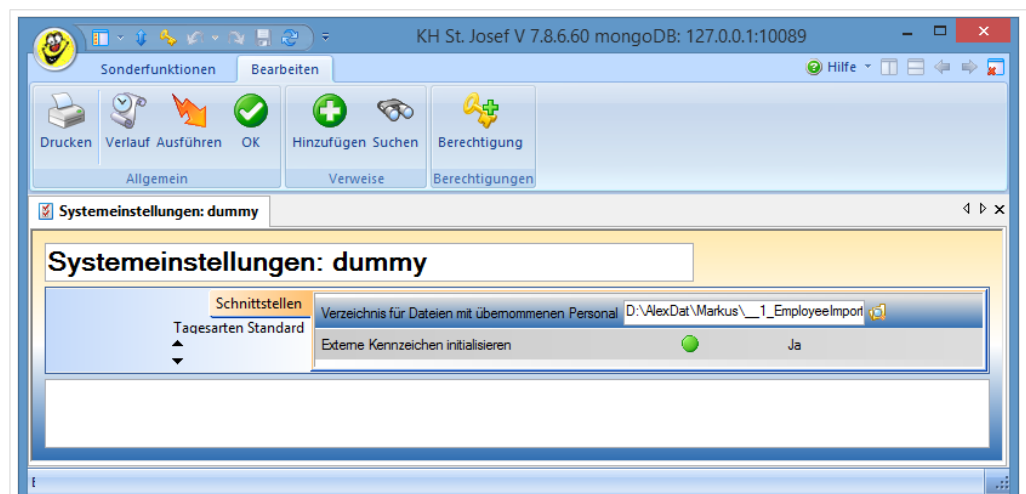 KH St. Josef V 7.8.6.60 mongoDB: 127.0.0.1:10089
Sonderfunktionen Bearbeiten Hilfe
Drucken Verlauf Ausführen OK Hinzufügen Suchen Berechtigung
Allgemein Verweise Berechtigungen
Systemeinstellungen: dummy
Systemeinstellungen: dummy
Schnittstellen
Verzeichnis für Dateien mit übernommenen Personal D:\AlexDat\Markus\__1_EmployeeImport
Tagesarten Standard
Externe Kennzeichen initialisieren Ja